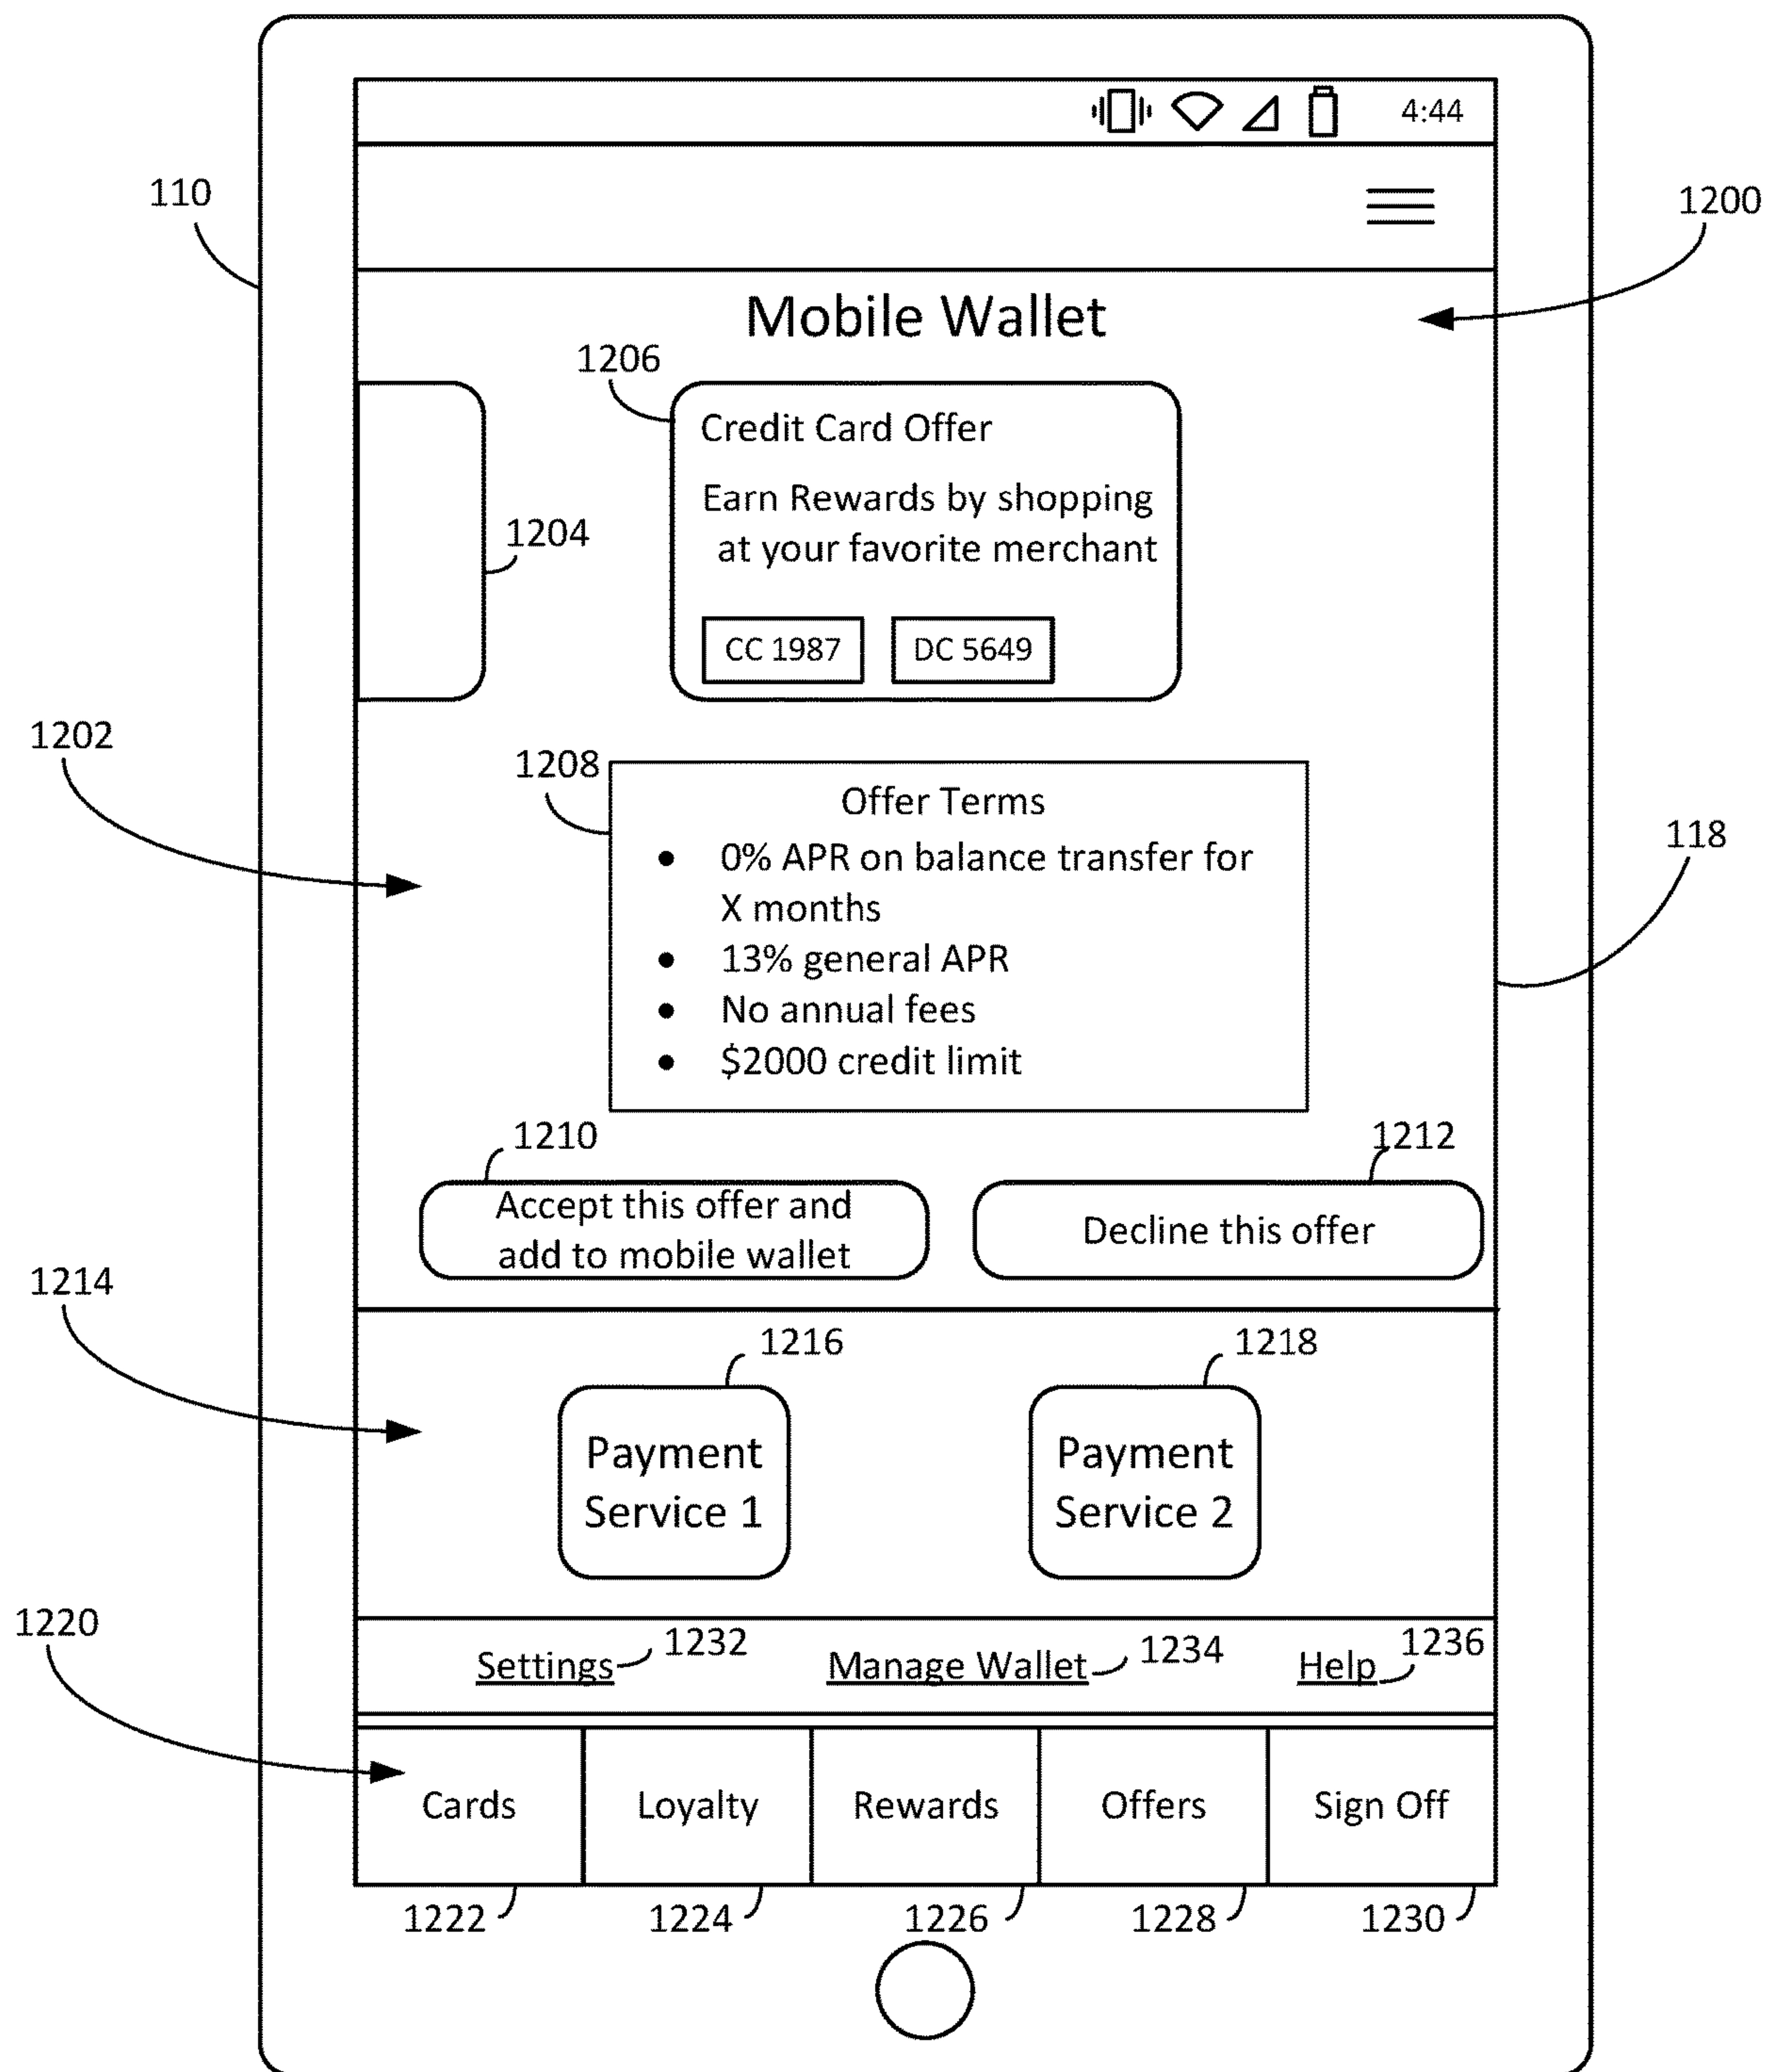 4:44
110
1200
Mobile Wallet
1206
Credit Card Offer
Earn Rewards by shopping
at your favorite merchant
1204
CC 1987 DC 5649
1202
1208
Offer Terms
118
• 0% APR on balance transfer for
X months
• 13% general APR
• No annual fees
• $2000 credit limit
1210 1212
Accept this offer and
add to mobile wallet
Decline this offer
1214
1216 1218
Payment
Service 1
Payment
Service 2
1220
Settings 1232 Manage Wallet 1234 Help 1236
Cards Loyalty Rewards Offers Sign Off
1222 1224 1226 1228 1230